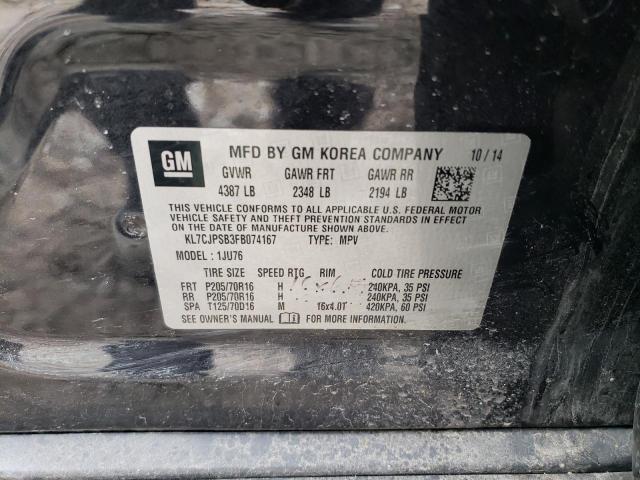 GM
MFD BY GM KOREA COMPANY 10/14
GVWR GAWR FRT GAWR RR
4387 LB 2348 LB 2194 LB
THIS VEHICLE CONFORMS TO ALL APPLICABLE U.S. FEDERAL MOTOR
VEHICLE SAFETY AND THEFT PREVENTION STANDARDS IN EFFECT
ON THE DATE OF MANUFACTURE SHOWN ABOVE.
KL7CJPSB3FB074167 TYPE: MPV
MODEL : 1JU76
TIRE SIZE SPEED RTG RIM COLD TIRE PRESSURE
FRT P205/70R16 H 240KPA, 35 PSI
RR P205/70R16 H 240KPA, 35 PSI
SPA T125/70D16 M 16x4.0T 420KPA, 60 PSI
SEE OWNER'S MANUAL FOR MORE INFORMATION